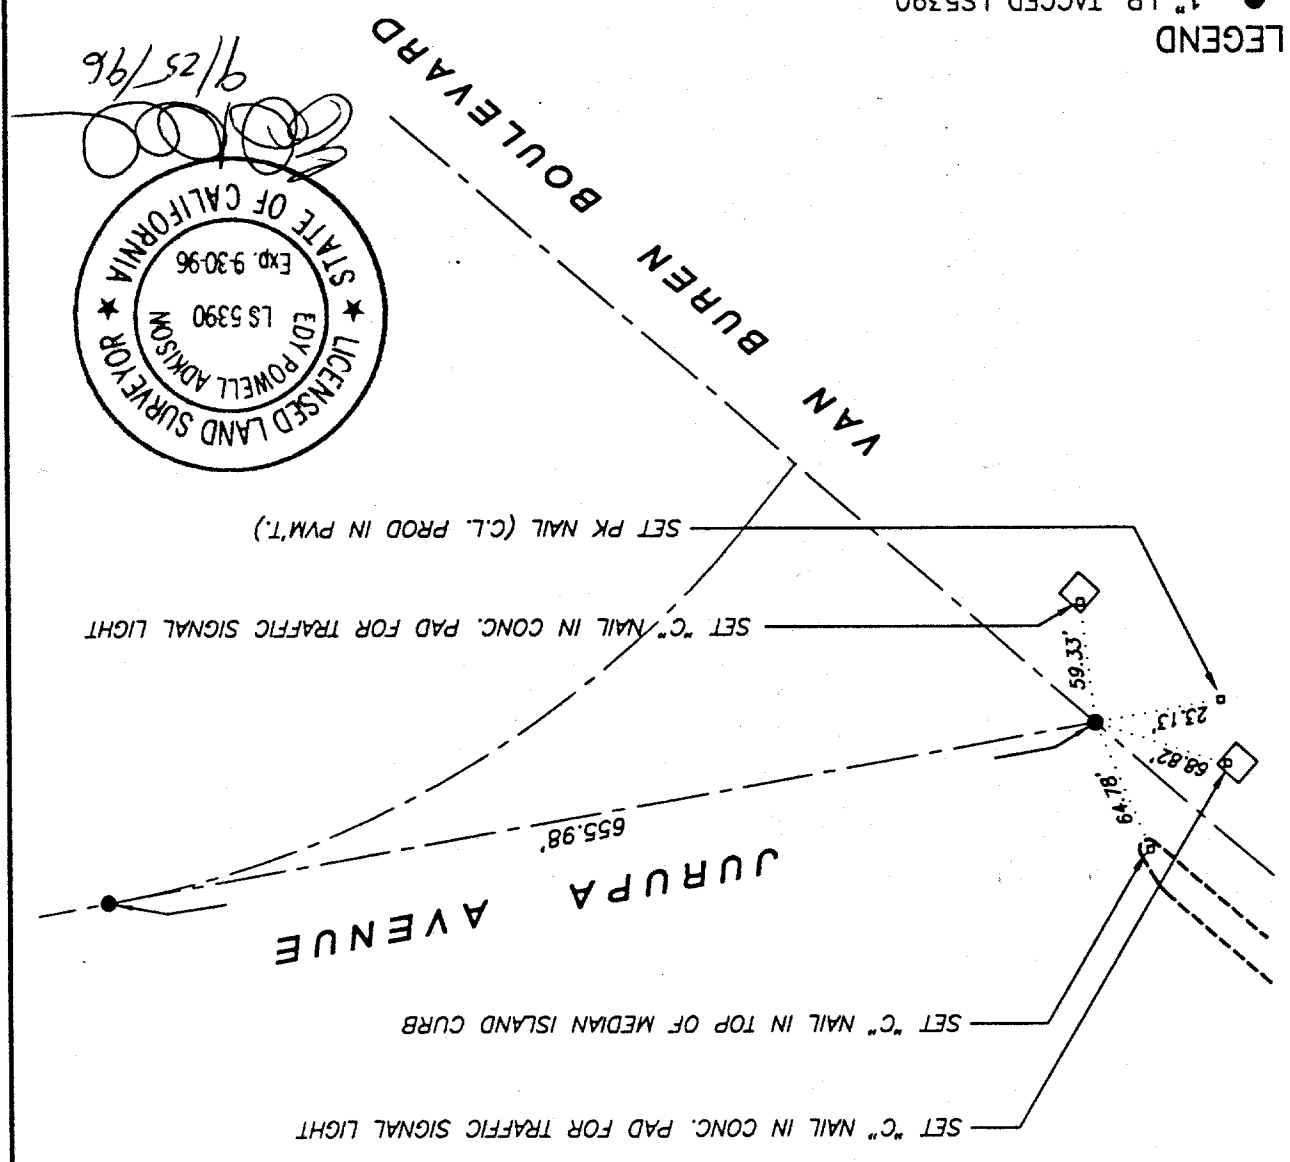 SET "C" NAIL IN CONC. PAD FOR TRAFFIC SIGNAL LIGHT
SET "C" NAIL IN TOP OF MEDIAN ISLAND CURB
JURUPA AVENUE
655.98'
64.78'
68.82'
23.13'
59.33'
SET "C" NAIL IN CONC. PAD FOR TRAFFIC SIGNAL LIGHT
SET PK NAIL (C.L. PROD IN PVM'T.)
VAN BUREN BOULEVARD
LICENSED LAND SURVEYOR
EDY POWELL ADKISON
LS 5390
Exp. 9-30-96
STATE OF CALIFORNIA
9/25/96
LEGEND
1" I.P. TAGGED LS5390